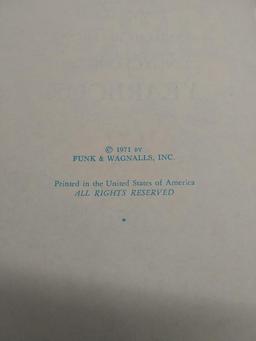 © 1971 BY
FUNK & WAGNALLS, INC.
Printed in the United States of America
ALL RIGHTS RESERVED
*